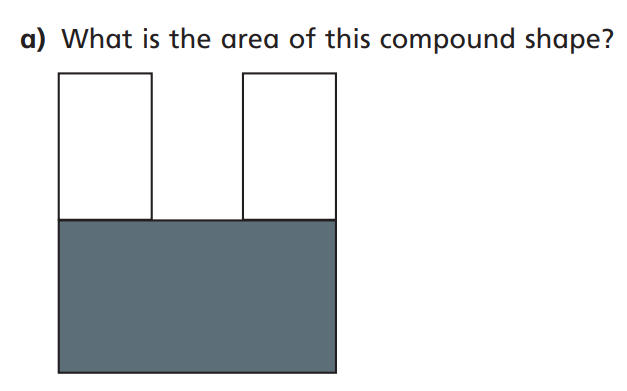 a) What is the area of this compound shape?